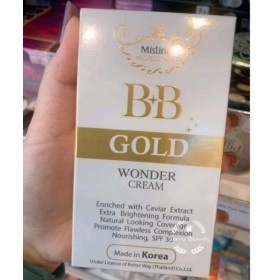 Mistine
B+B
GOLD
WONDER
CREAM
Enriched with Caviar Extract
Extra Brightening Formula
Natural Looking Coverage
Promote Flawless Complexion
Nourishing, SPF 30
Made in Korea
Under License of Better Way (Thailand) Co.,Ltd.